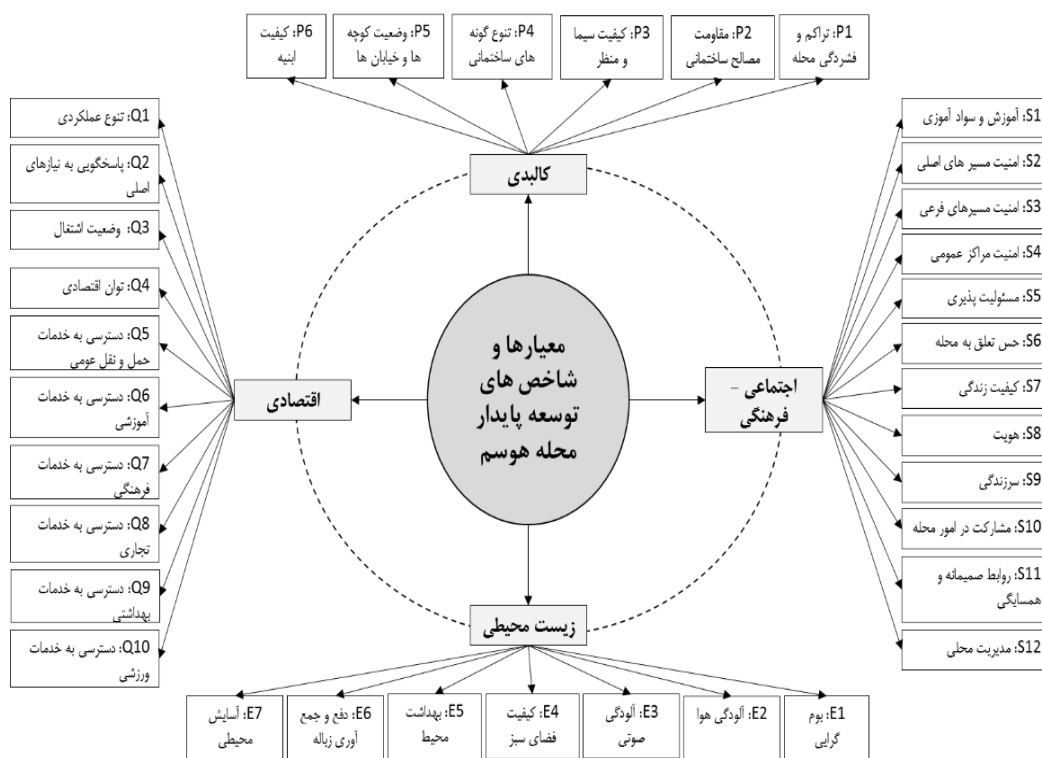 P1: تراکم و
فشردگی محله
P2: مقاومت
مصالح ساختمانی
P3: کیفیت سیما
و منظر
P4: تنوع گونه
های ساختمانی
P5: وضعیت کوچه
ها و خیابان ها
P6: کیفیت
ابنیه
کالبدی
S1: آموزش و سواد آموزی
S2: امنیت مسیر های اصلی
S3: امنیت مسیرهای فرعی
S4: امنیت مراکز عمومی
S5: مسئولیت پذیری
S6: حس تعلق به محله
S7: کیفیت زندگی
S8: هویت
S9: سرزندگی
S10: مشارکت در امور محله
S11: روابط صمیمانه و
همسایگی
S12: مدیریت محلی
اجتماعی –
فرهنگی
معیارها و
شاخص های
توسعه پایدار
محله هوسم
اقتصادی
Q1: تنوع عملکردی
Q2: پاسخگویی به نیازهای
اصلی
Q3: وضعیت اشتغال
Q4: توان اقتصادی
Q5: دسترسی به خدمات
حمل و نقل عومی
Q6: دسترسی به خدمات
آموزشی
Q7: دسترسی به خدمات
فرهنگی
Q8: دسترسی به خدمات
تجاری
Q9: دسترسی به خدمات
بهداشتی
Q10: دسترسی به خدمات
ورزشی
زیست محیطی
E1: بوم
گرایی
E2: آلودگی هوا
E3: آلودگی
صوتی
E4: کیفیت
فضای سبز
E5: بهداشت
محیط
E6: دفع و جمع
آوری زباله
E7: آسایش
محیطی